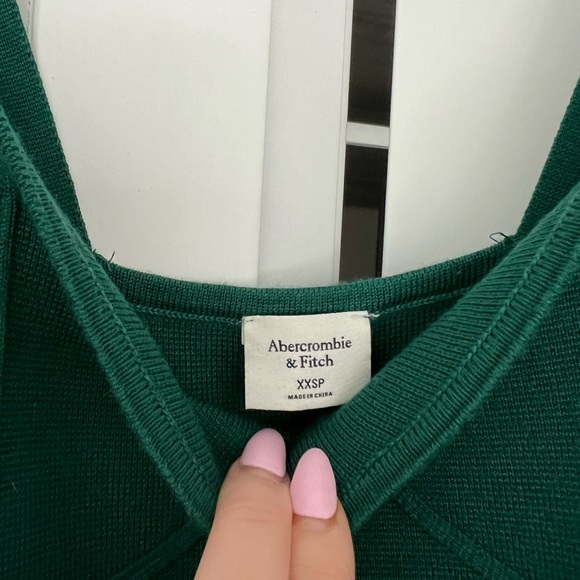 Abercrombie
& Fitch
XXSP
MADE IN CHINA